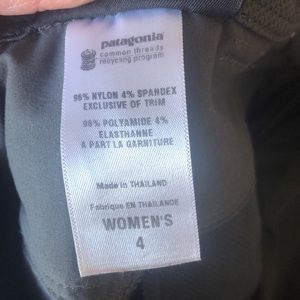 patagonia
common threads
recycling program
96% NYLON 4% SPANDEX
EXCLUSIVE OF TRIM
96% POLYAMIDE 4%
ELASTHANNE
A PART LA GARNITURE
Made in THAILAND
Fabrique EN THAILANDE
WOMEN'S
4